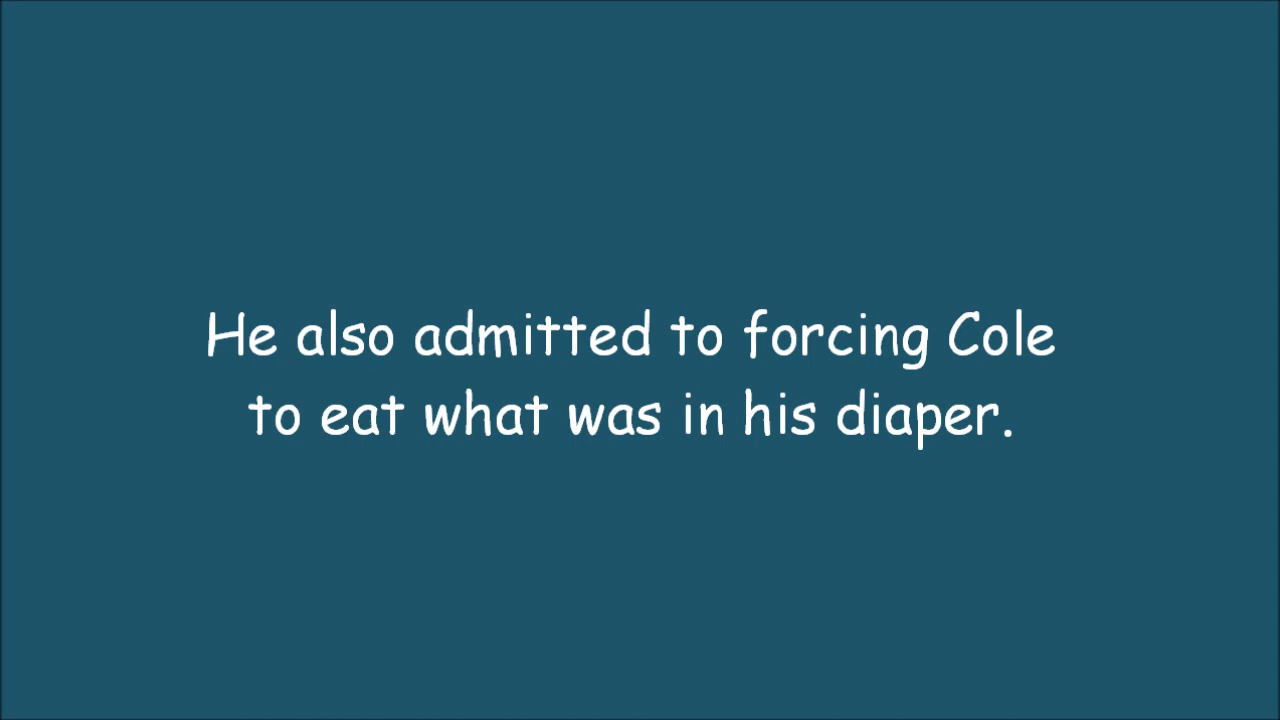 He also admitted to forcing Cole
to eat what was in his diaper.